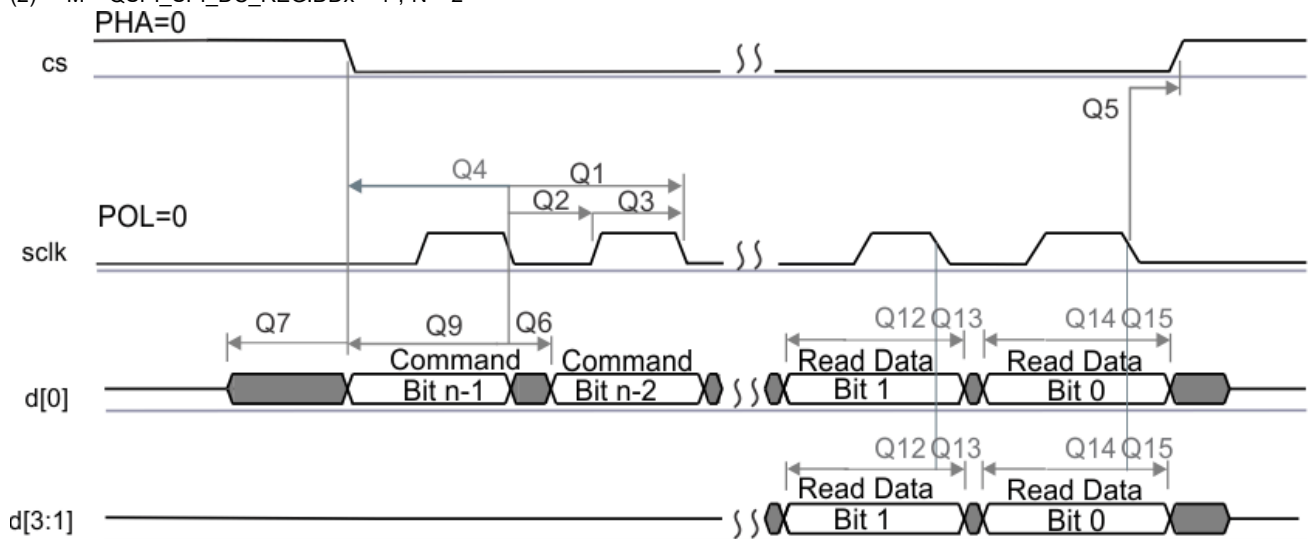 PHA=0
cs
Q5
Q4 Q1
Q2 Q3
POL=0
sclk
Q7 Q9 Q6 Q12 Q13 Q14 Q15
Command Command Read Data Read Data
d[0] Bit n-1 Bit n-2 Bit 1 Bit 0
Q12 Q13 Q14 Q15
Read Data Read Data
d[3:1] Bit 1 Bit 0